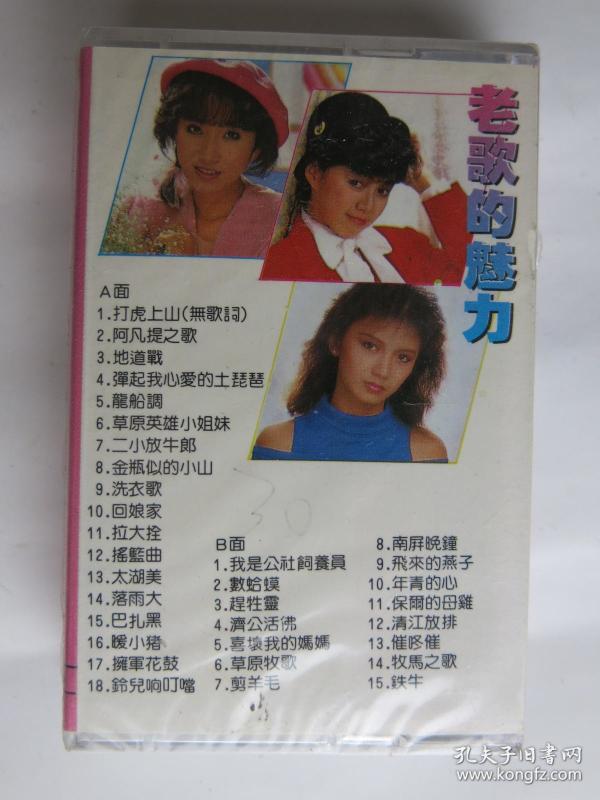 老歌的魅力
A面
1.打虎上山(無歌詞)
2.阿凡提之歌
3.地道戰
4.彈起我心愛的土琵琶
5.龍船調
6.草原英雄小姐妹
7.二小放牛郎
8.金瓶似的小山
9.洗衣歌
10.回娘家
11.拉大拴
12.搖籃曲
13.太湖美
14.落雨大
15.巴扎黑
16.暖小猪
17.擁軍花鼓
18.鈴兒响叮噹
B面
1.我是公社飼養員
2.數蛤蟆
3.趕牲靈
4.濟公活佛
5.喜壞我的媽媽
6.草原牧歌
7.剪羊毛
8.南屏晚鐘
9.飛來的燕子
10.年青的心
11.保爾的母雞
12.清江放排
13.催咚催
14.牧馬之歌
15.鉄牛
30
孔夫子旧书网
www.kongfz.com